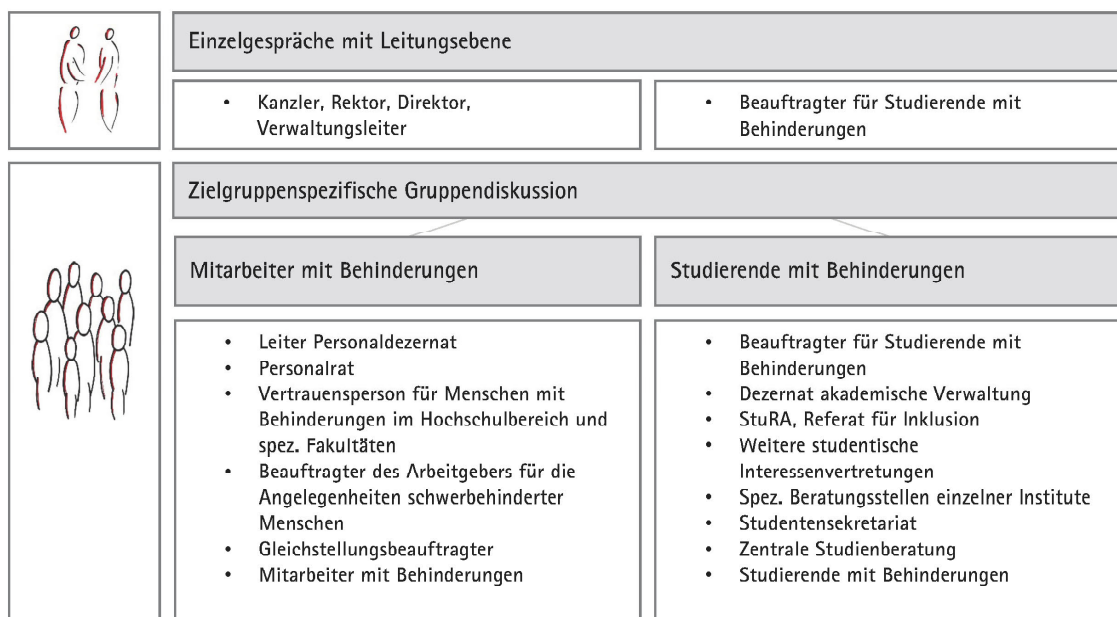 Einzelgespräche mit Leitungsebene
• Kanzler, Rektor, Direktor,
Verwaltungsleiter
• Beauftragter für Studierende mit
Behinderungen
Zielgruppenspezifische Gruppendiskussion
Mitarbeiter mit Behinderungen
• Leiter Personaldezernat
• Personalrat
• Vertrauensperson für Menschen mit
Behinderungen im Hochschulbereich und
spez. Fakultäten
• Beauftragter des Arbeitgebers für die
Angelegenheiten schwerbehinderter
Menschen
• Gleichstellungsbeauftragter
• Mitarbeiter mit Behinderungen
Studierende mit Behinderungen
• Beauftragter für Studierende mit
Behinderungen
• Dezernat akademische Verwaltung
• StuRA, Referat für Inklusion
• Weitere studentische
Interessenvertretungen
• Spez. Beratungsstellen einzelner Institute
• Studentensekretariat
• Zentrale Studienberatung
• Studierende mit Behinderungen